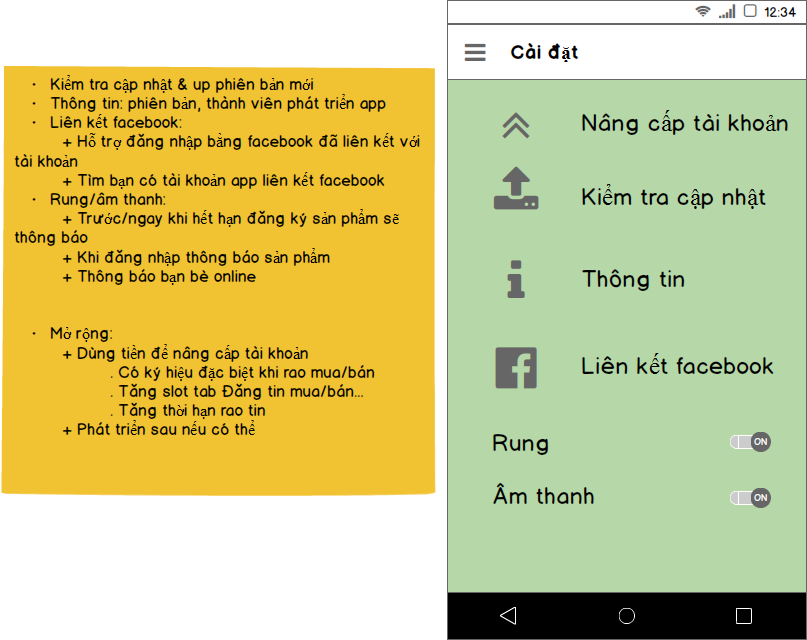 · Kiểm tra cập nhật & up phiên bản mới
· Thông tin: phiên bản, thành viên phát triển app
· Liên kết facebook:
+ Hỗ trợ đăng nhập bằng facebook đã liên kết với
tài khoản
+ Tìm bạn có tài khoản app liên kết facebook
· Rung/âm thanh:
+ Trước/ngay khi hết hạn đăng ký sản phẩm sẽ
thông báo
+ Khi đăng nhập thông báo sản phẩm
+ Thông báo bạn bè online
· Mở rộng:
+ Dùng tiền để nâng cấp tài khoản
. Có ký hiệu đặc biệt khi rao mua/bán
. Tăng slot tab Đăng tin mua/bán...
. Tăng thời hạn rao tin
+ Phát triển sau nếu có thể
12:34
Cài đặt
Nâng cấp tài khoản
Kiểm tra cập nhật
Thông tin
Liên kết facebook
Rung ON
Âm thanh ON